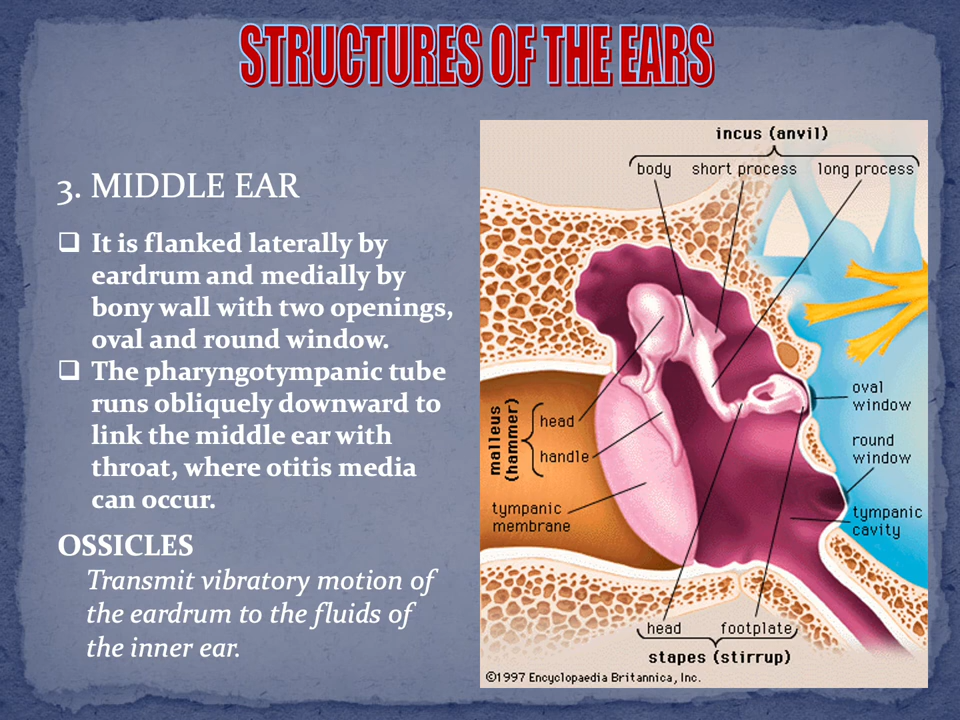 STRUCTURES OF THE EARS
3. MIDDLE EAR
❑ It is flanked laterally by
eardrum and medially by
bony wall with two openings,
oval and round window.
❑ The pharyngotympanic tube
runs obliquely downward to
link the middle ear with
throat, where otitis media
can occur.
OSSICLES
Transmit vibratory motion of
the eardrum to the fluids of
the inner ear.
incus (anvil)
body short process long process
malleus
(hammer)
head
handle
tympanic
membrane
oval
window
round
window
tympanic
cavity
head footplate
stapes (stirrup)
©1997 Encyclopaedia Britannica, Inc.